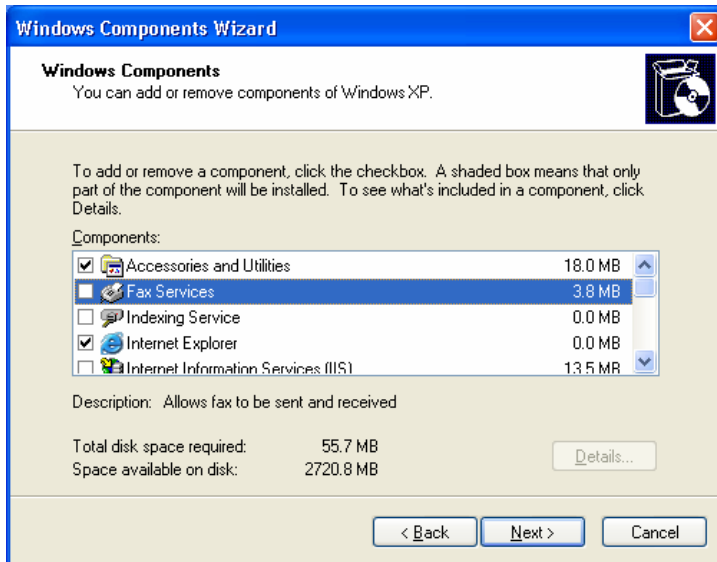 Windows Components Wizard
Windows Components
You can add or remove components of Windows XP.
To add or remove a component, click the checkbox. A shaded box means that only
part of the component will be installed. To see what's included in a component, click
Details.
Components:
Accessories and Utilities 18.0 MB
Fax Services 3.8 MB
Indexing Service 0.0 MB
Internet Explorer 0.0 MB
Internet Information Services (IIS) 13.5 MB
Description: Allows fax to be sent and received
Total disk space required: 55.7 MB
Space available on disk: 2720.8 MB
Details...
< Back Next > Cancel